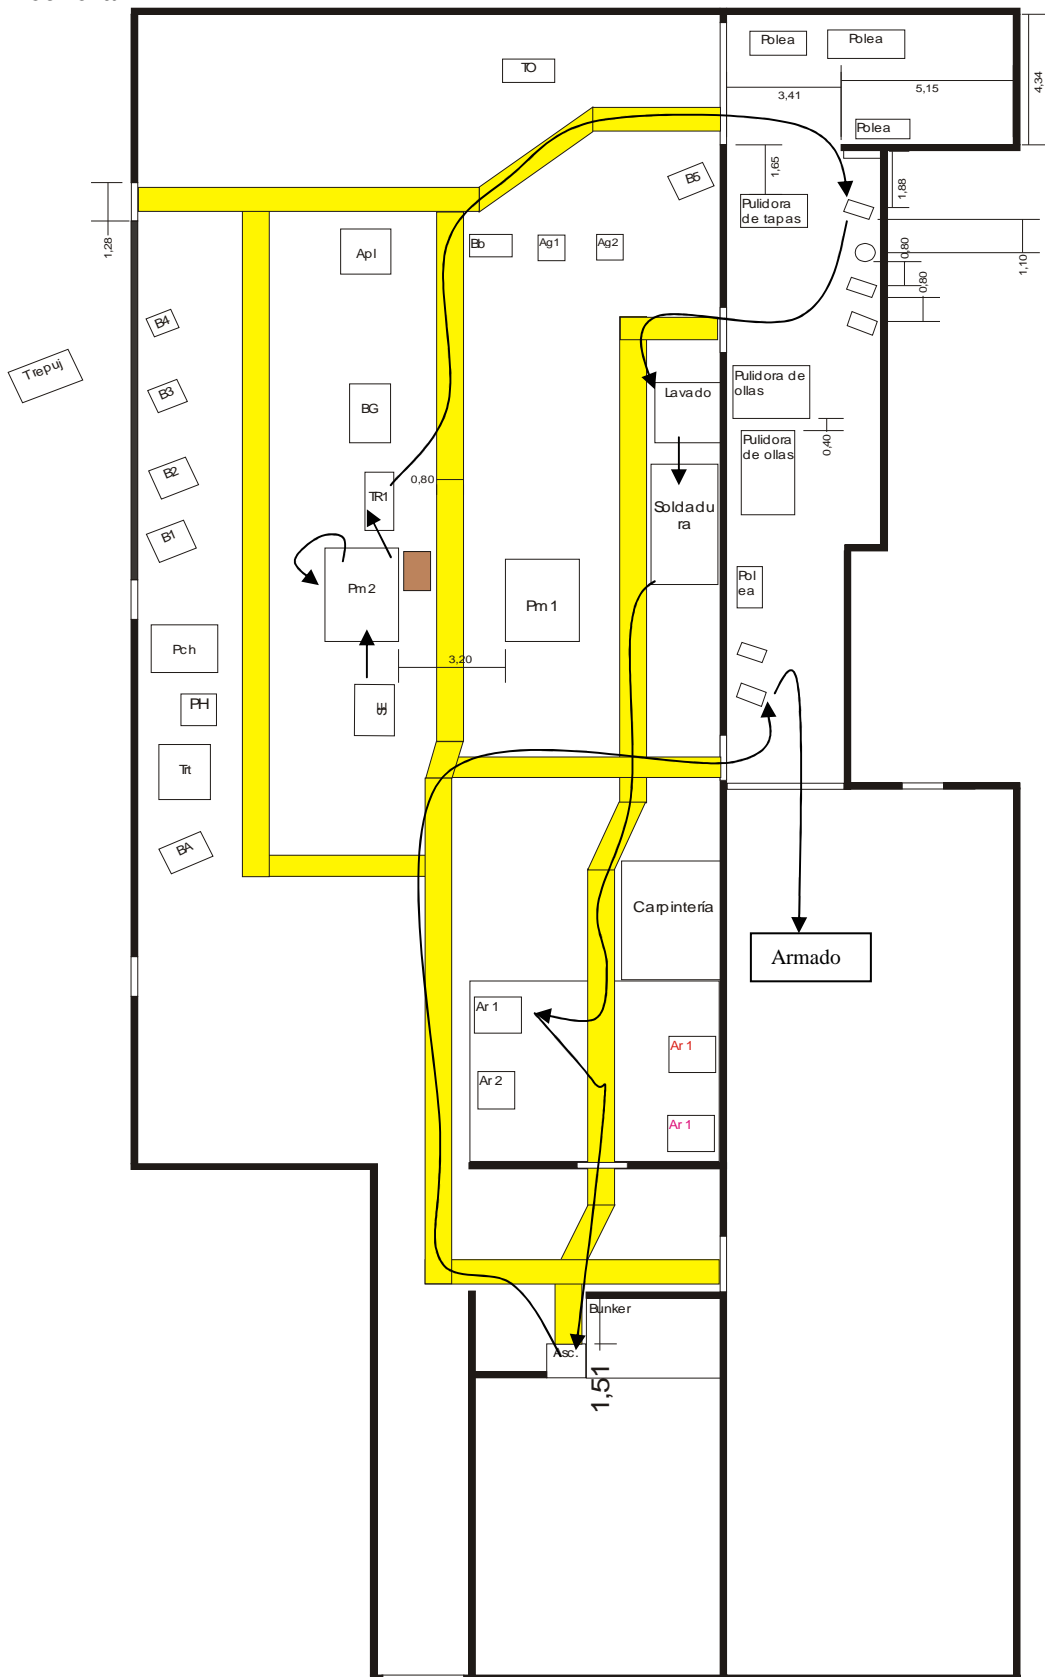 Polea
Polea
TO
3,41
5,15
4,34
Polea
1,65
B5
1,88
Pulidora
de tapas
1,28
Apl
Bb
Ag1
Ag2
0,80
1,10
0,80
B4
Trepuj
B3
BG
Lavado
Pulidora de
ollas
0,40
Pulidora
de ollas
B2
0,80
TR1
Soldadu
ra
B1
Pm2
Pm1
Pol
ea
Pch
3,20
PH
SE
Trt
BA
Carpintería
Armado
Ar 1
Ar 1
Ar 2
Ar 1
Bunker
Asc.
1,51